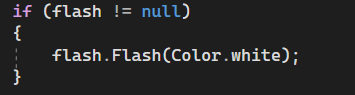 if (flash != null)
{
    flash.Flash(Color.white);
}